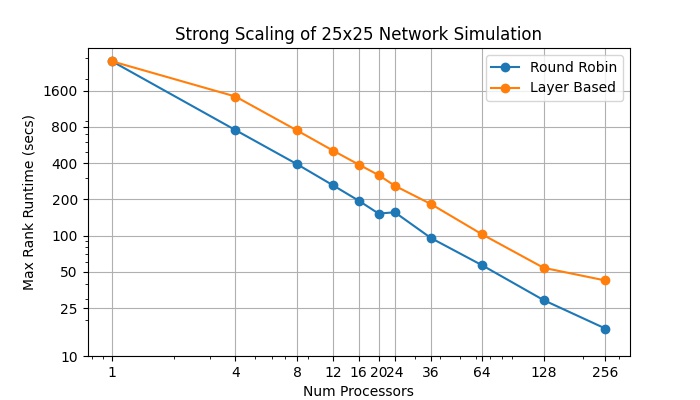 Strong Scaling of 25x25 Network Simulation
Round Robin
Layer Based
Max Rank Runtime (secs)
1600
800
400
200
100
50
25
10
1 4 8 12 16 20 24 36 64 128 256
Num Processors